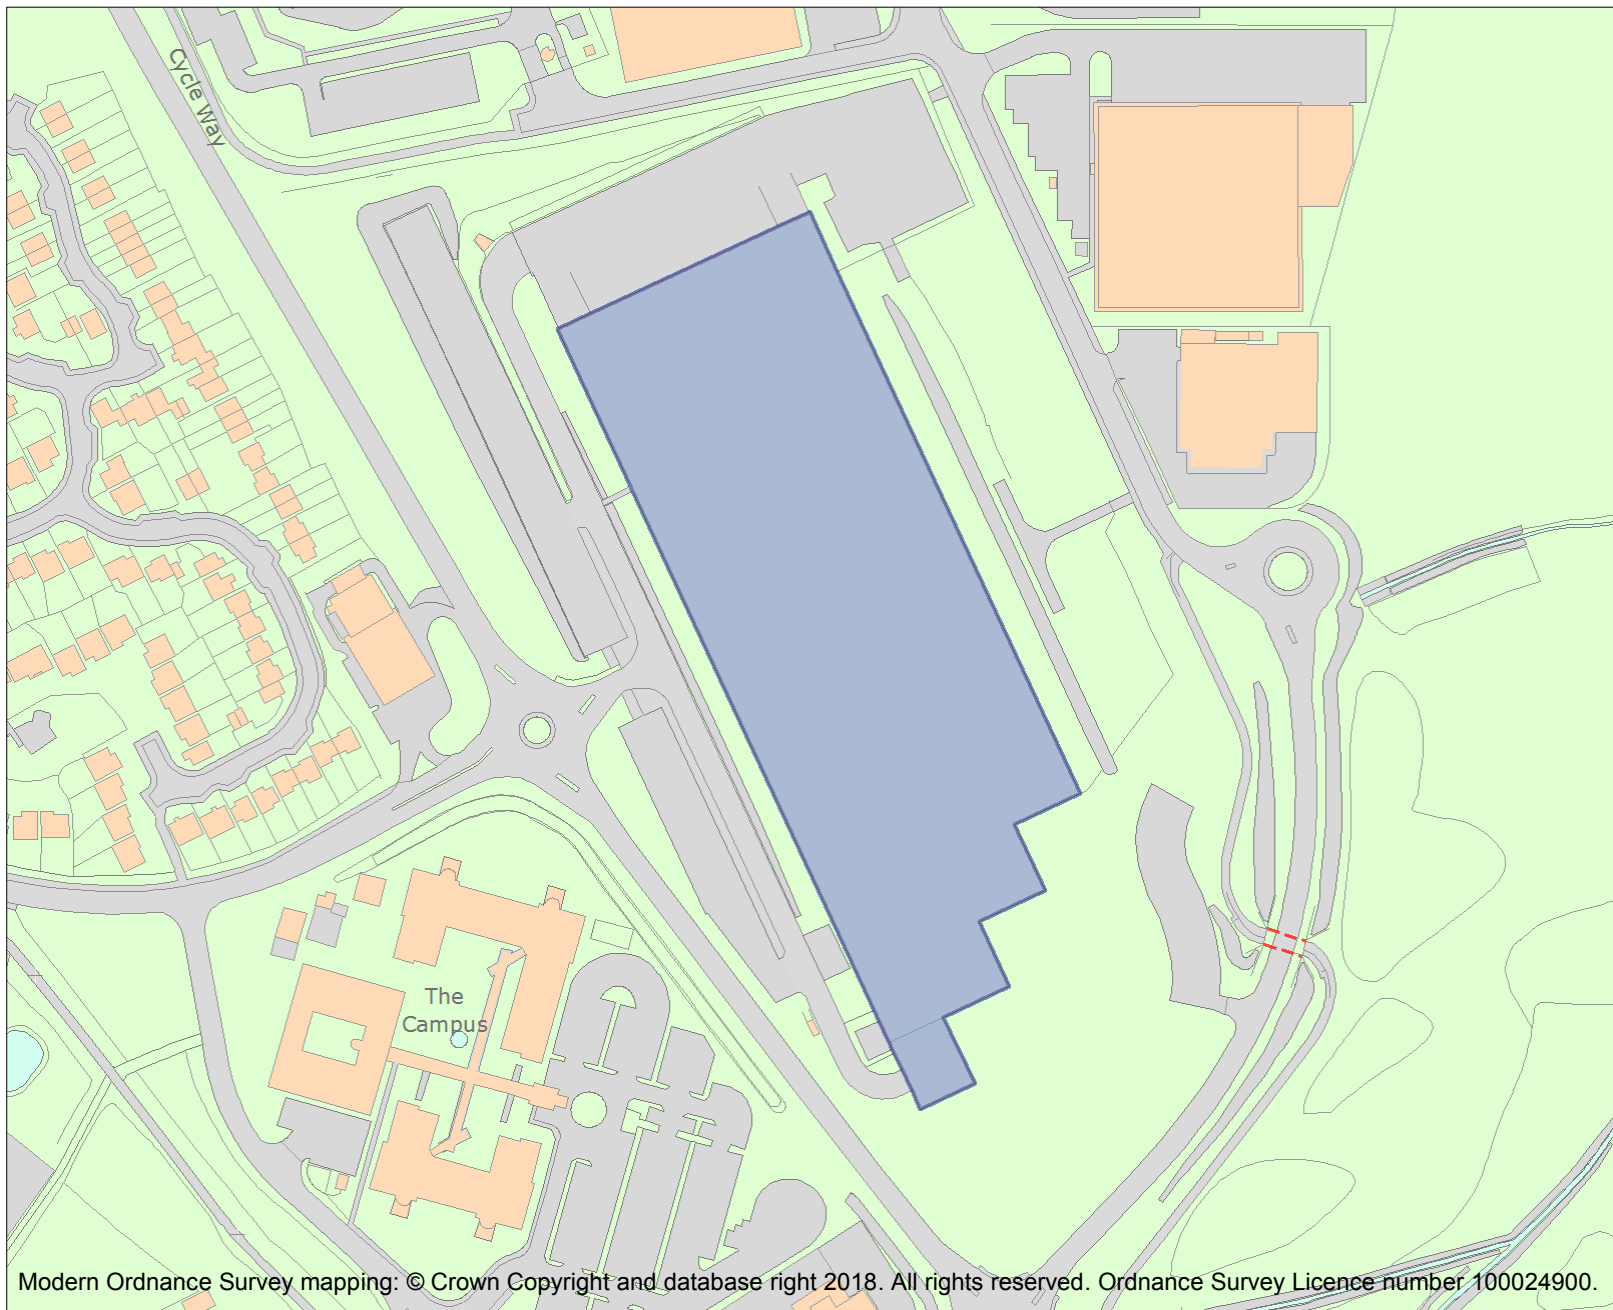 Cycle Way
The
Campus
Modern Ordnance Survey mapping: © Crown Copyright and database right 2018. All rights reserved. Ordnance Survey Licence number 100024900.